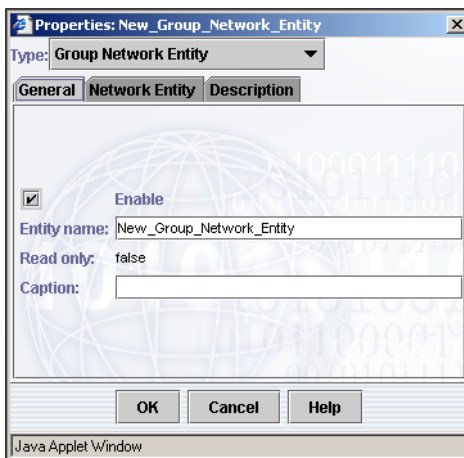 Properties: New_Group_Network_Entity
Type: Group Network Entity
General Network Entity Description
Enable
Entity name: New_Group_Network_Entity
Read only: false
Caption:
OK Cancel Help
Java Applet Window